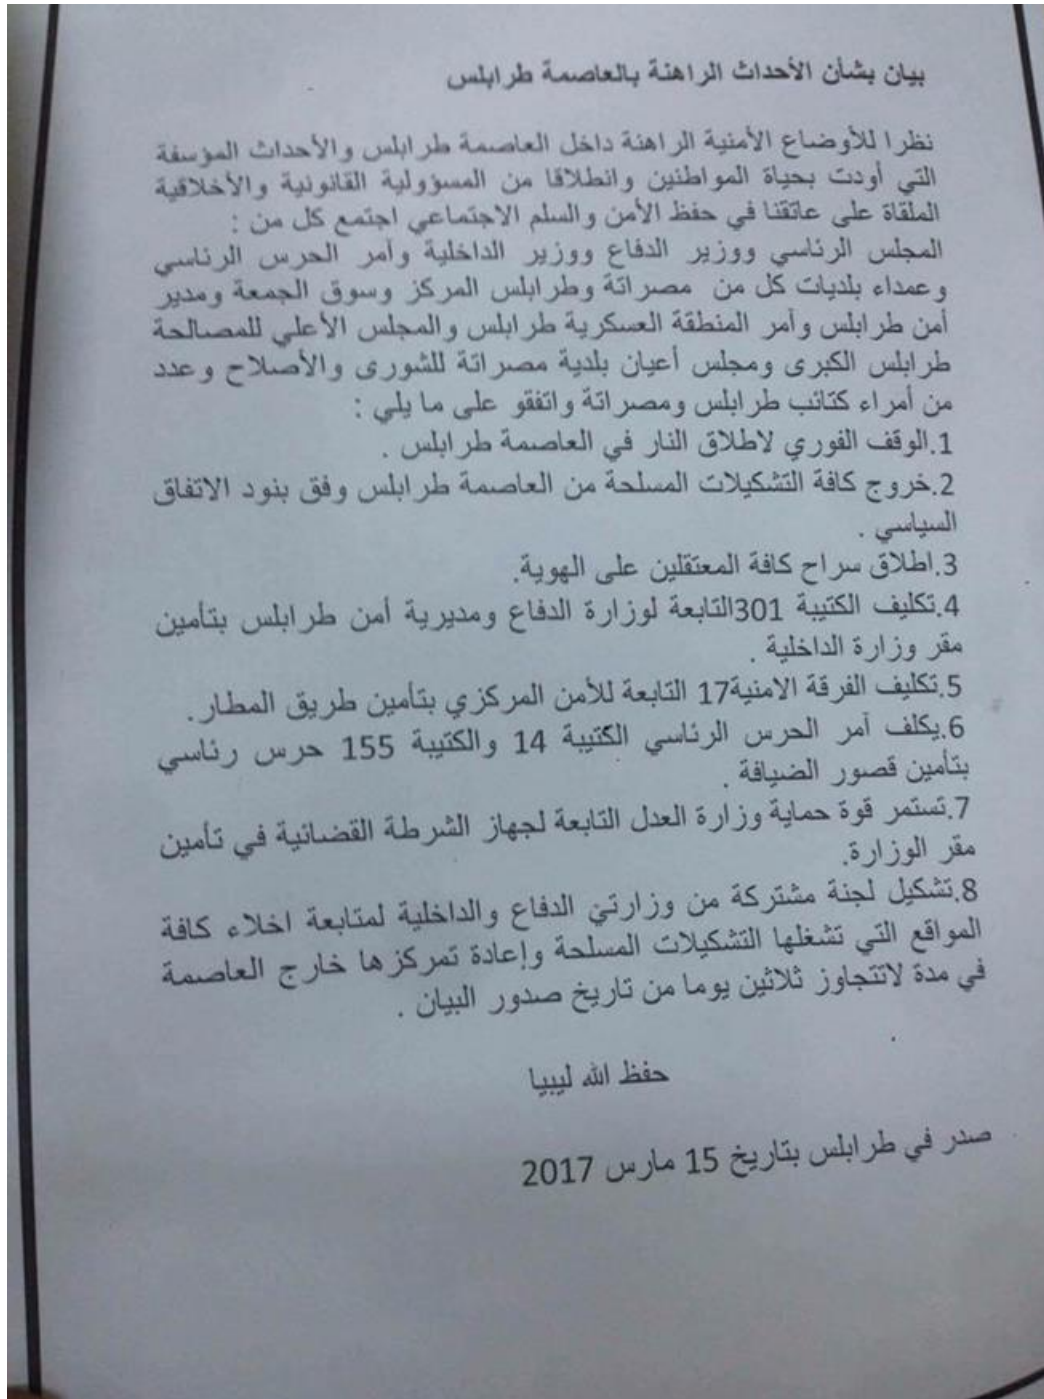 بيان بشأن الأحداث الراهنة بالعاصمة طرابلس
نظرا للأوضاع الأمنية الراهنة داخل العاصمة طرابلس والأحداث المؤسفة
التي أودت بحياة المواطنين وانطلاقا من المسؤولية القانونية والأخلاقية
الملقاة على عاتقنا في حفظ الأمن والسلم الاجتماعي اجتمع كل من :
المجلس الرئاسي ووزير الدفاع ووزير الداخلية وآمر الحرس الرئاسي
وعمداء بلديات كل من مصراتة وطرابلس المركز وسوق الجمعة ومدير
أمن طرابلس وآمر المنطقة العسكرية طرابلس والمجلس الأعلي للمصالحة
طرابلس الكبرى ومجلس أعيان بلدية مصراتة للشورى والأصلاح وعدد
من أمراء كتائب طرابلس ومصراتة واتفقو على ما يلي :
1.الوقف الفوري لاطلاق النار في العاصمة طرابلس .
2.خروج كافة التشكيلات المسلحة من العاصمة طرابلس وفق بنود الاتفاق
السياسي .
3.اطلاق سراح كافة المعتقلين على الهوية.
4.تكليف الكتيبة 301التابعة لوزارة الدفاع ومديرية أمن طرابلس بتأمين
مقر وزارة الداخلية .
5.تكليف الفرقة الامنية17 التابعة للأمن المركزي بتأمين طريق المطار.
6.يكلف آمر الحرس الرئاسي الكتيبة 14 والكتيبة 155 حرس رئاسي
بتأمين قصور الضيافة .
7.تستمر قوة حماية وزارة العدل التابعة لجهاز الشرطة القضائية في تأمين
مقر الوزارة.
8.تشكيل لجنة مشتركة من وزارتي الدفاع والداخلية لمتابعة اخلاء كافة
المواقع التي تشغلها التشكيلات المسلحة وإعادة تمركزها خارج العاصمة
في مدة لاتتجاوز ثلاثين يوما من تاريخ صدور البيان .
حفظ الله ليبيا
صدر في طرابلس بتاريخ 15 مارس 2017